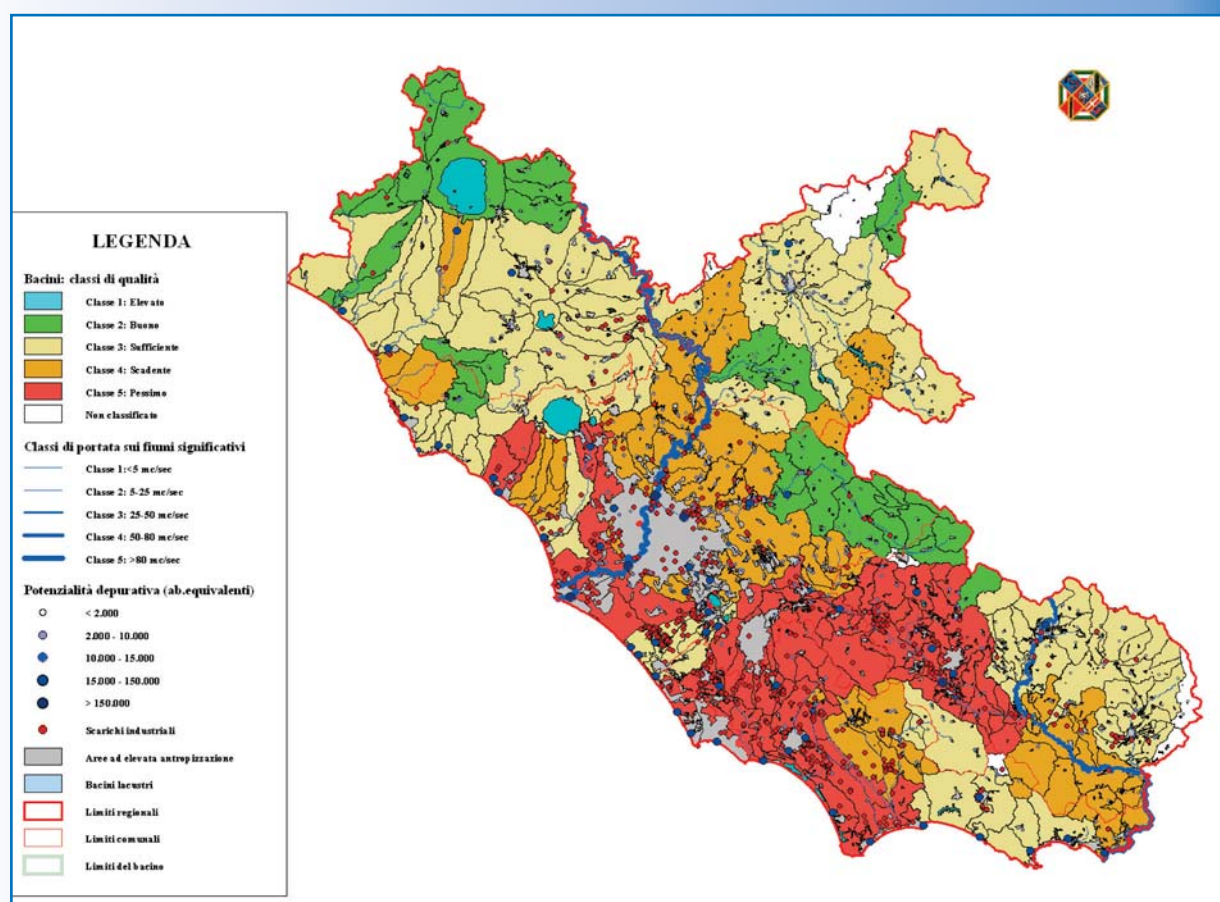 LEGENDA
Bacini: classi di qualità
Classe 1: Elevato
Classe 2: Buono
Classe 3: Sufficiente
Classe 4: Scadente
Classe 5: Pessimo
Non classificato
Classi di portata sui fiumi significativi
Classe 1:<5 mc/sec
Classe 2: 5-25 mc/sec
Classe 3: 25-50 mc/sec
Classe 4: 50-80 mc/sec
Classe 5: >80 mc/sec
Potenzialità depurativa (ab.equivalenti)
< 2.000
2.000 - 10.000
10.000 - 15.000
15.000 - 150.000
> 150.000
Scarichi industriali
Aree ad elevata antropizzazione
Bacini lacustri
Limiti regionali
Limiti comunali
Limiti del bacino